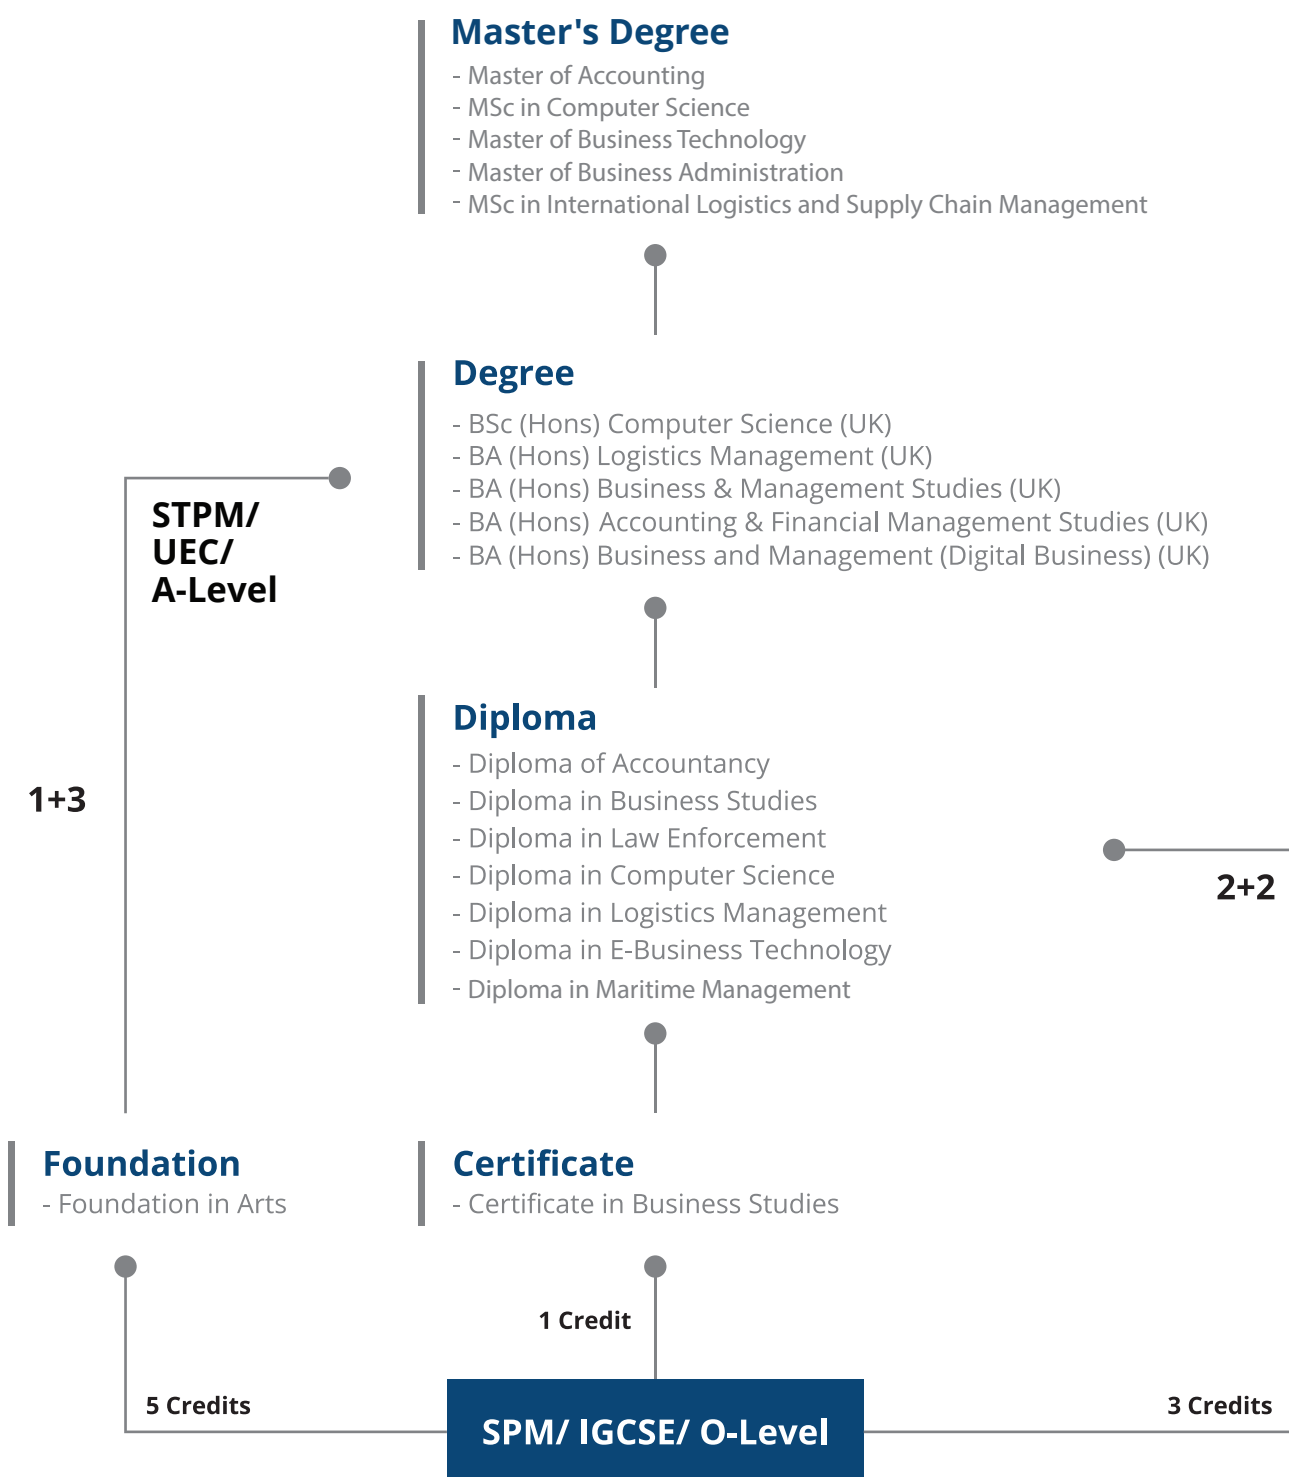 Master's Degree
- Master of Accounting
- MSc in Computer Science
- Master of Business Technology
- Master of Business Administration
- MSc in International Logistics and Supply Chain Management
Degree
- BSc (Hons) Computer Science (UK)
- BA (Hons) Logistics Management (UK)
- BA (Hons) Business & Management Studies (UK)
- BA (Hons) Accounting & Financial Management Studies (UK)
- BA (Hons) Business and Management (Digital Business) (UK)
STPM/
UEC/
A-Level
Diploma
- Diploma of Accountancy
- Diploma in Business Studies
- Diploma in Law Enforcement
- Diploma in Computer Science
- Diploma in Logistics Management
- Diploma in E-Business Technology
- Diploma in Maritime Management
1+3
2+2
Foundation
- Foundation in Arts
Certificate
- Certificate in Business Studies
1 Credit
5 Credits
3 Credits
SPM/ IGCSE/ O-Level